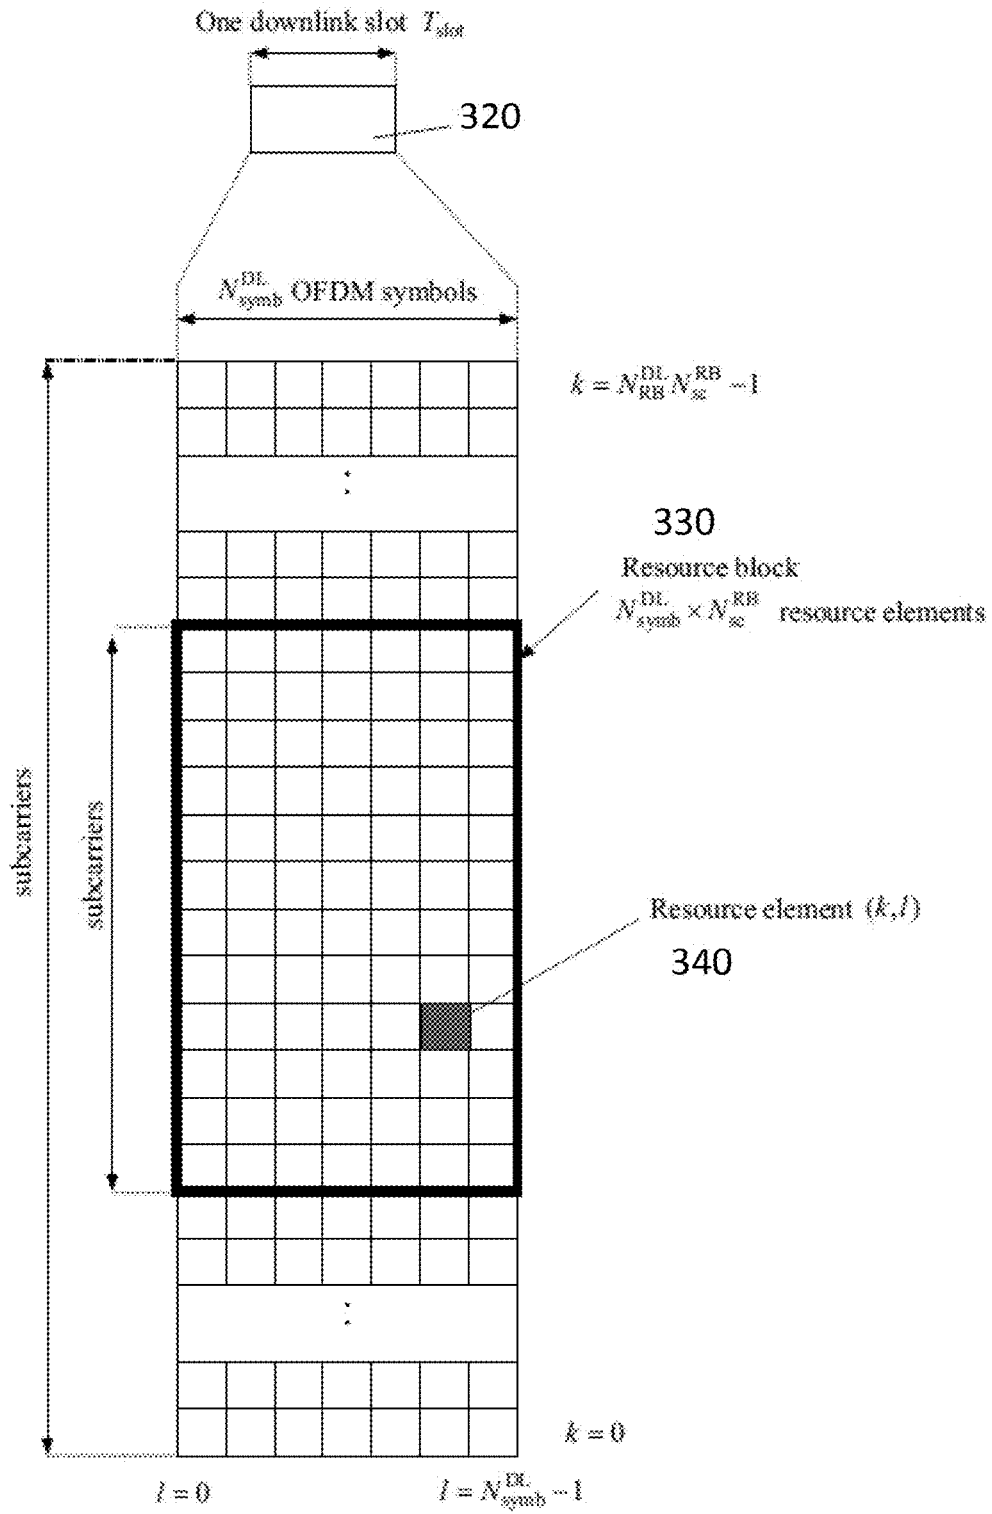 One downlink slot T_slot
320
N_symb^DL OFDM symbols
k = N_RB^DL N_sc^RB − 1
330
Resource block
N_symb^DL × N_sc^RB resource elements
subcarriers
subcarriers
Resource element (k,l)
340
k = 0
l = 0
l = N_symb^DL − 1